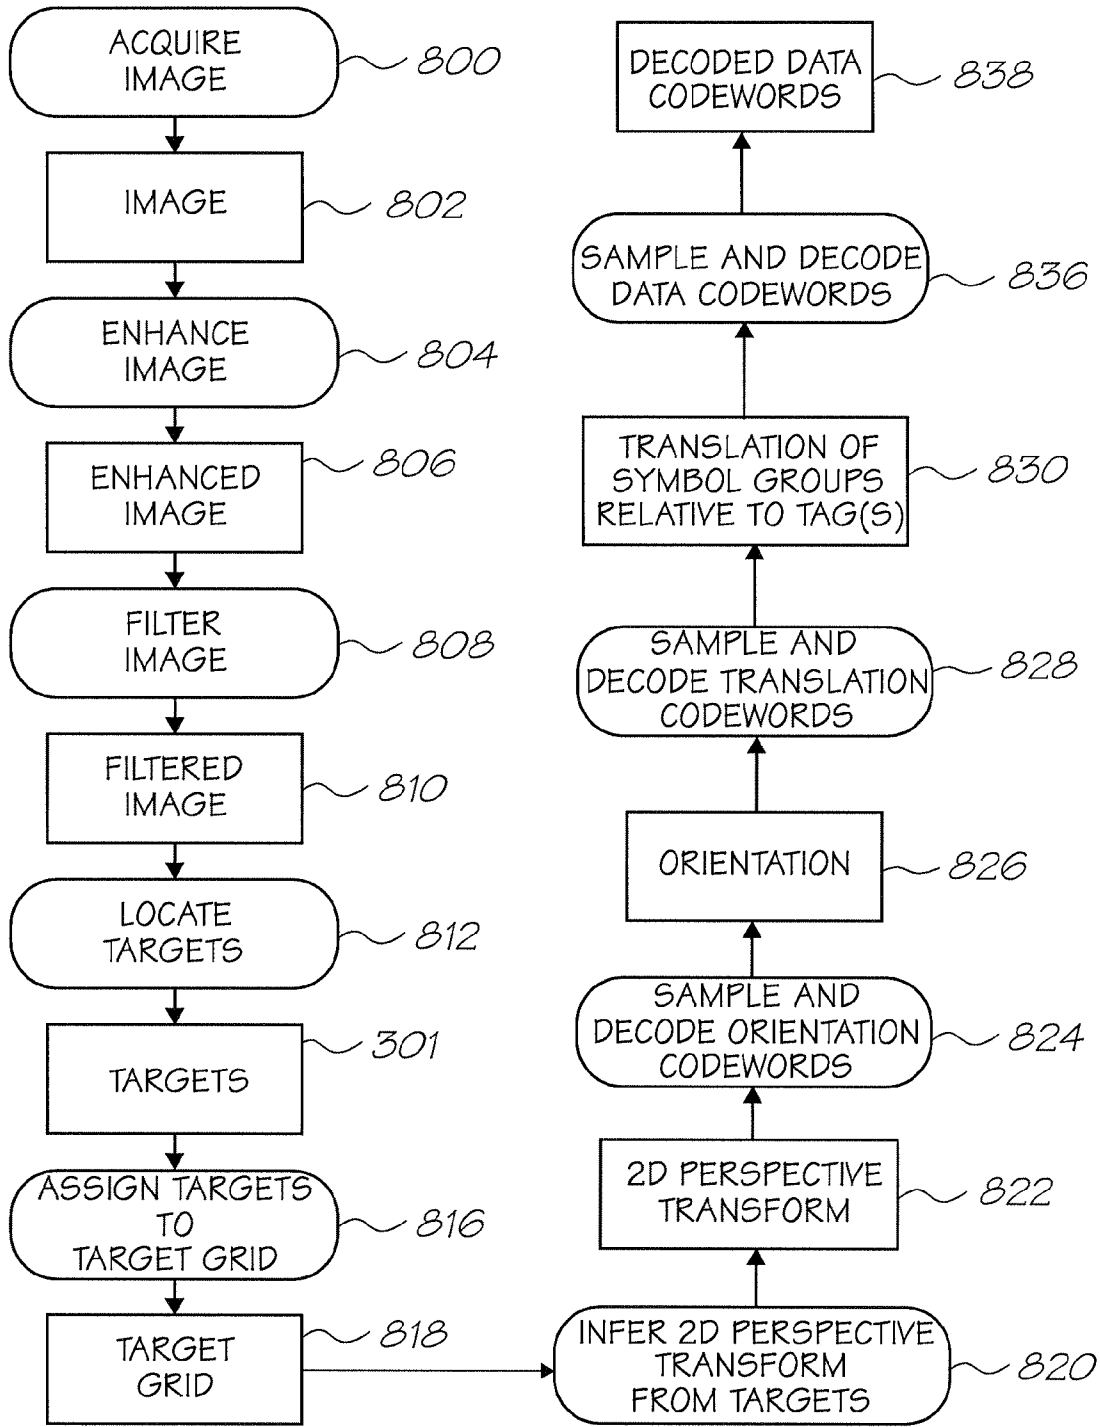 ACQUIRE
IMAGE
800
IMAGE
802
ENHANCE
IMAGE
804
ENHANCED
IMAGE
806
FILTER
IMAGE
808
FILTERED
IMAGE
810
LOCATE
TARGETS
812
TARGETS
301
ASSIGN TARGETS
TO
TARGET GRID
816
TARGET
GRID
818
INFER 2D PERSPECTIVE
TRANSFORM
FROM TARGETS
820
2D PERSPECTIVE
TRANSFORM
822
SAMPLE AND
DECODE ORIENTATION
CODEWORDS
824
ORIENTATION
826
SAMPLE AND
DECODE TRANSLATION
CODEWORDS
828
TRANSLATION OF
SYMBOL GROUPS
RELATIVE TO TAG(S)
830
SAMPLE AND DECODE
DATA CODEWORDS
836
DECODED DATA
CODEWORDS
838